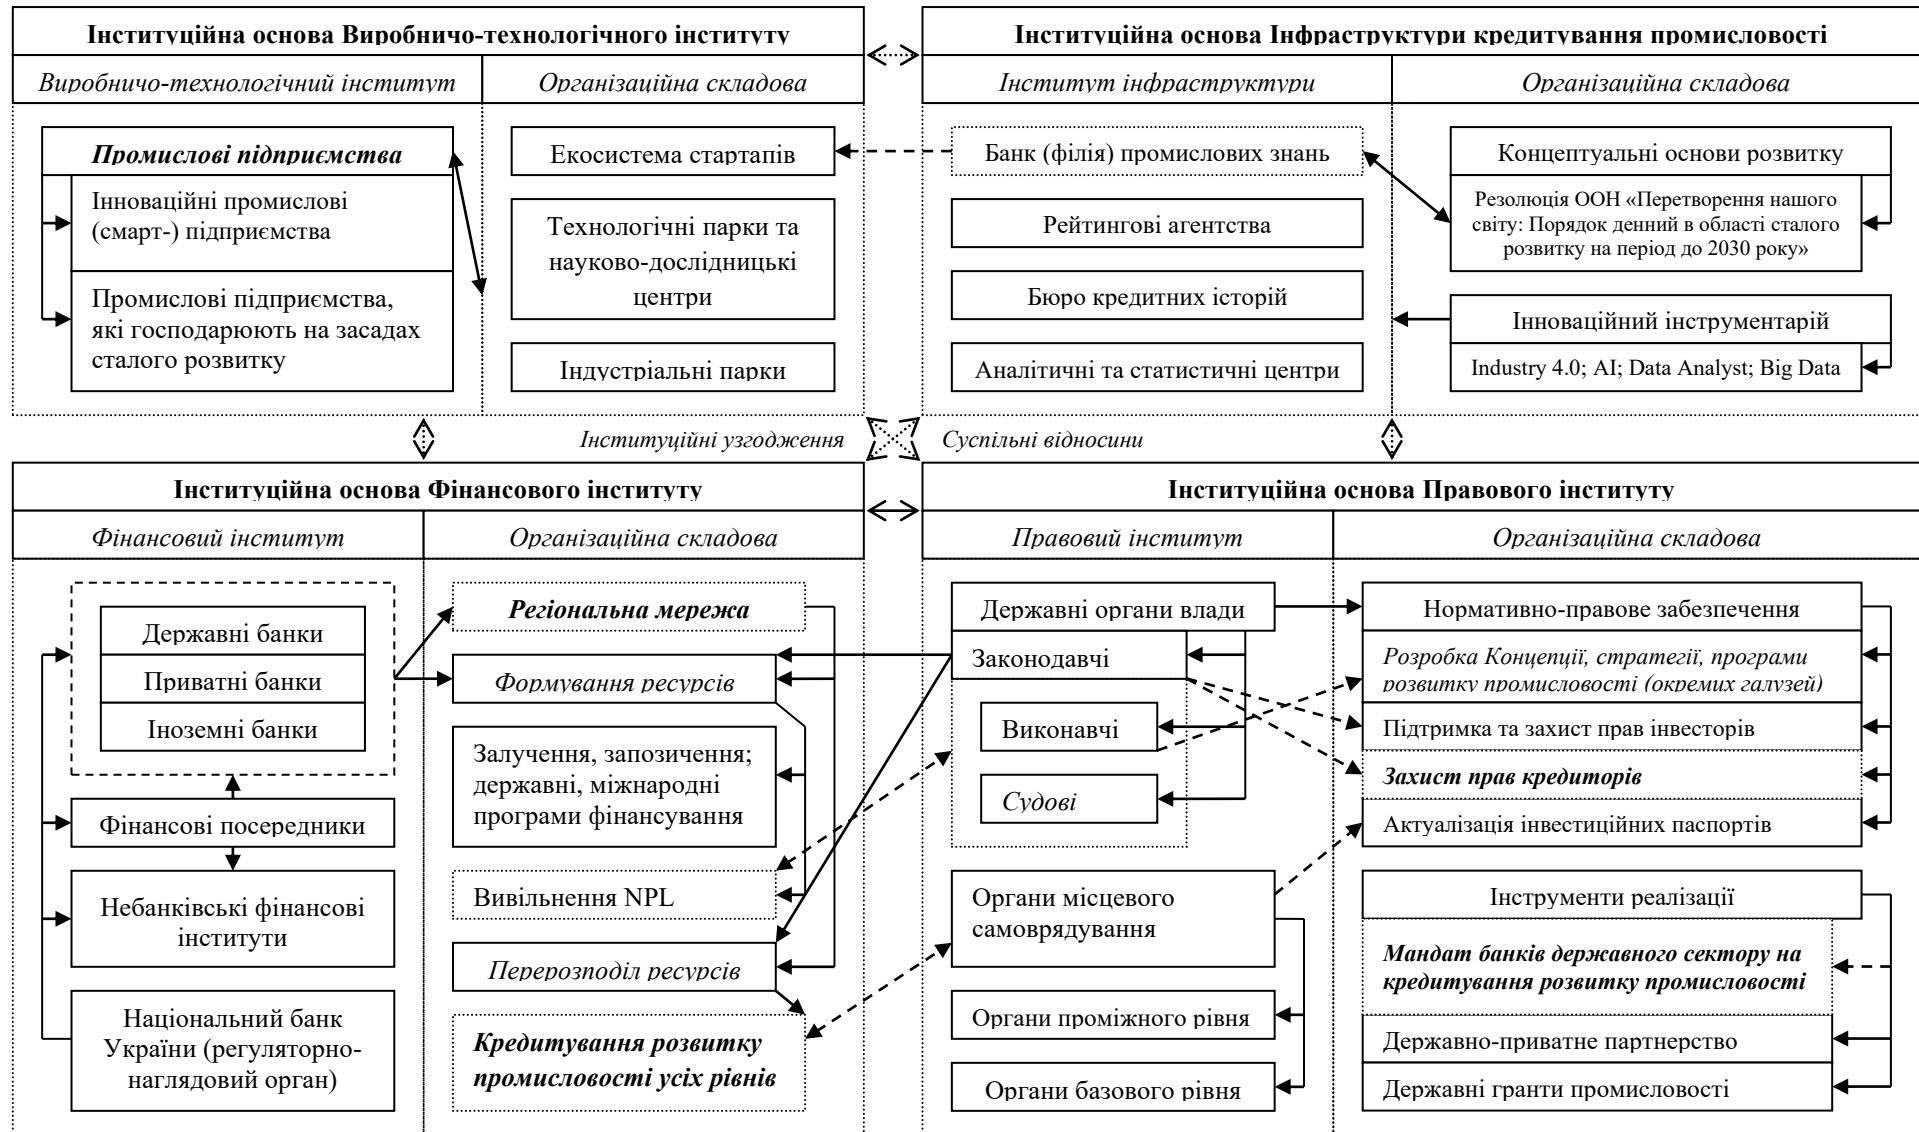 Інституційна основа Виробничо-технологічного інституту
Виробничо-технологічний інститут
Організаційна складова
Промислові підприємства
Інноваційні промислові
(смарт-) підприємства
Промислові підприємства,
які господарюють на засадах
сталого розвитку
Екосистема стартапів
Технологічні парки та
науково-дослідницькі
центри
Індустріальні парки
Інституційна основа Інфраструктури кредитування промисловості
Інститут інфраструктури
Організаційна складова
Банк (філія) промислових знань
Рейтингові агентства
Бюро кредитних історій
Аналітичні та статистичні центри
Концептуальні основи розвитку
Резолюція ООН «Перетворення нашого
світу: Порядок денний в області сталого
розвитку на період до 2030 року»
Інноваційний інструментарій
Industry 4.0; AI; Data Analyst; Big Data
Інституційні узгодження
Суспільні відносини
Інституційна основа Фінансового інституту
Фінансовий інститут
Організаційна складова
Державні банки
Приватні банки
Іноземні банки
Фінансові посередники
Небанківські фінансові
інститути
Національний банк
України (регуляторно-
наглядовий орган)
Регіональна мережа
Формування ресурсів
Залучення, запозичення;
державні, міжнародні
програми фінансування
Вивільнення NPL
Перерозподіл ресурсів
Кредитування розвитку
промисловості усіх рівнів
Інституційна основа Правового інституту
Правовий інститут
Організаційна складова
Державні органи влади
Законодавчі
Виконавчі
Судові
Органи місцевого
самоврядування
Органи проміжного рівня
Органи базового рівня
Нормативно-правове забезпечення
Розробка Концепції, стратегії, програми
розвитку промисловості (окремих галузей)
Підтримка та захист прав інвесторів
Захист прав кредиторів
Актуалізація інвестиційних паспортів
Інструменти реалізації
Мандат банків державного сектору на
кредитування розвитку промисловості
Державно-приватне партнерство
Державні гранти промисловості